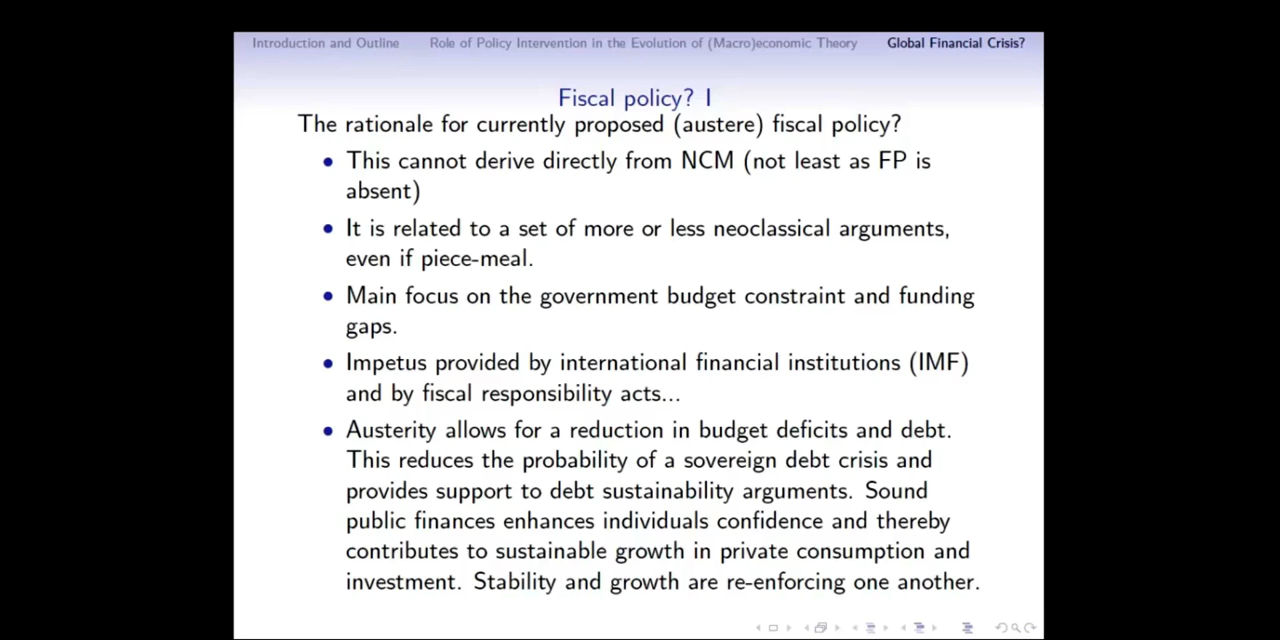 Introduction and Outline Role of Policy Intervention in the Evolution of (Macro)economic Theory Global Financial Crisis?
Fiscal policy? I
The rationale for currently proposed (austere) fiscal policy?
• This cannot derive directly from NCM (not least as FP is
absent)
• It is related to a set of more or less neoclassical arguments,
even if piece-meal.
• Main focus on the government budget constraint and funding
gaps.
• Impetus provided by international financial institutions (IMF)
and by fiscal responsibility acts...
• Austerity allows for a reduction in budget deficits and debt.
This reduces the probability of a sovereign debt crisis and
provides support to debt sustainability arguments. Sound
public finances enhances individuals confidence and thereby
contributes to sustainable growth in private consumption and
investment. Stability and growth are re-enforcing one another.